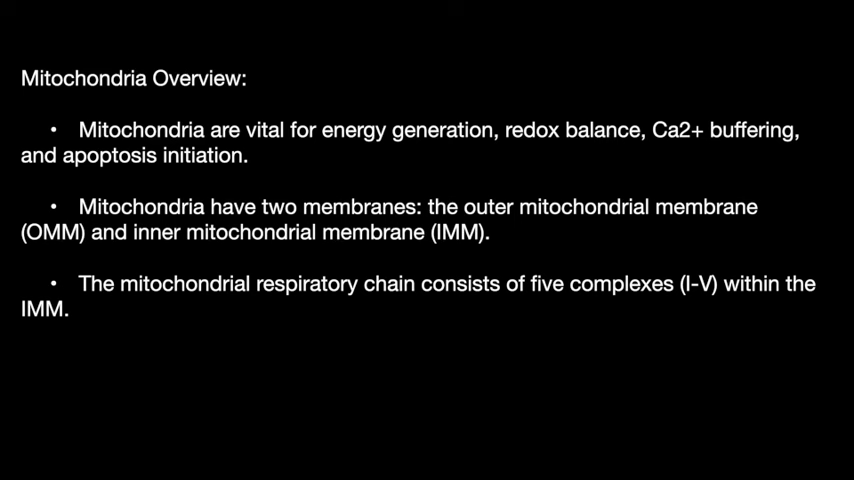 Mitochondria Overview:
• Mitochondria are vital for energy generation, redox balance, Ca2+ buffering,
and apoptosis initiation.
• Mitochondria have two membranes: the outer mitochondrial membrane
(OMM) and inner mitochondrial membrane (IMM).
• The mitochondrial respiratory chain consists of five complexes (I-V) within the
IMM.